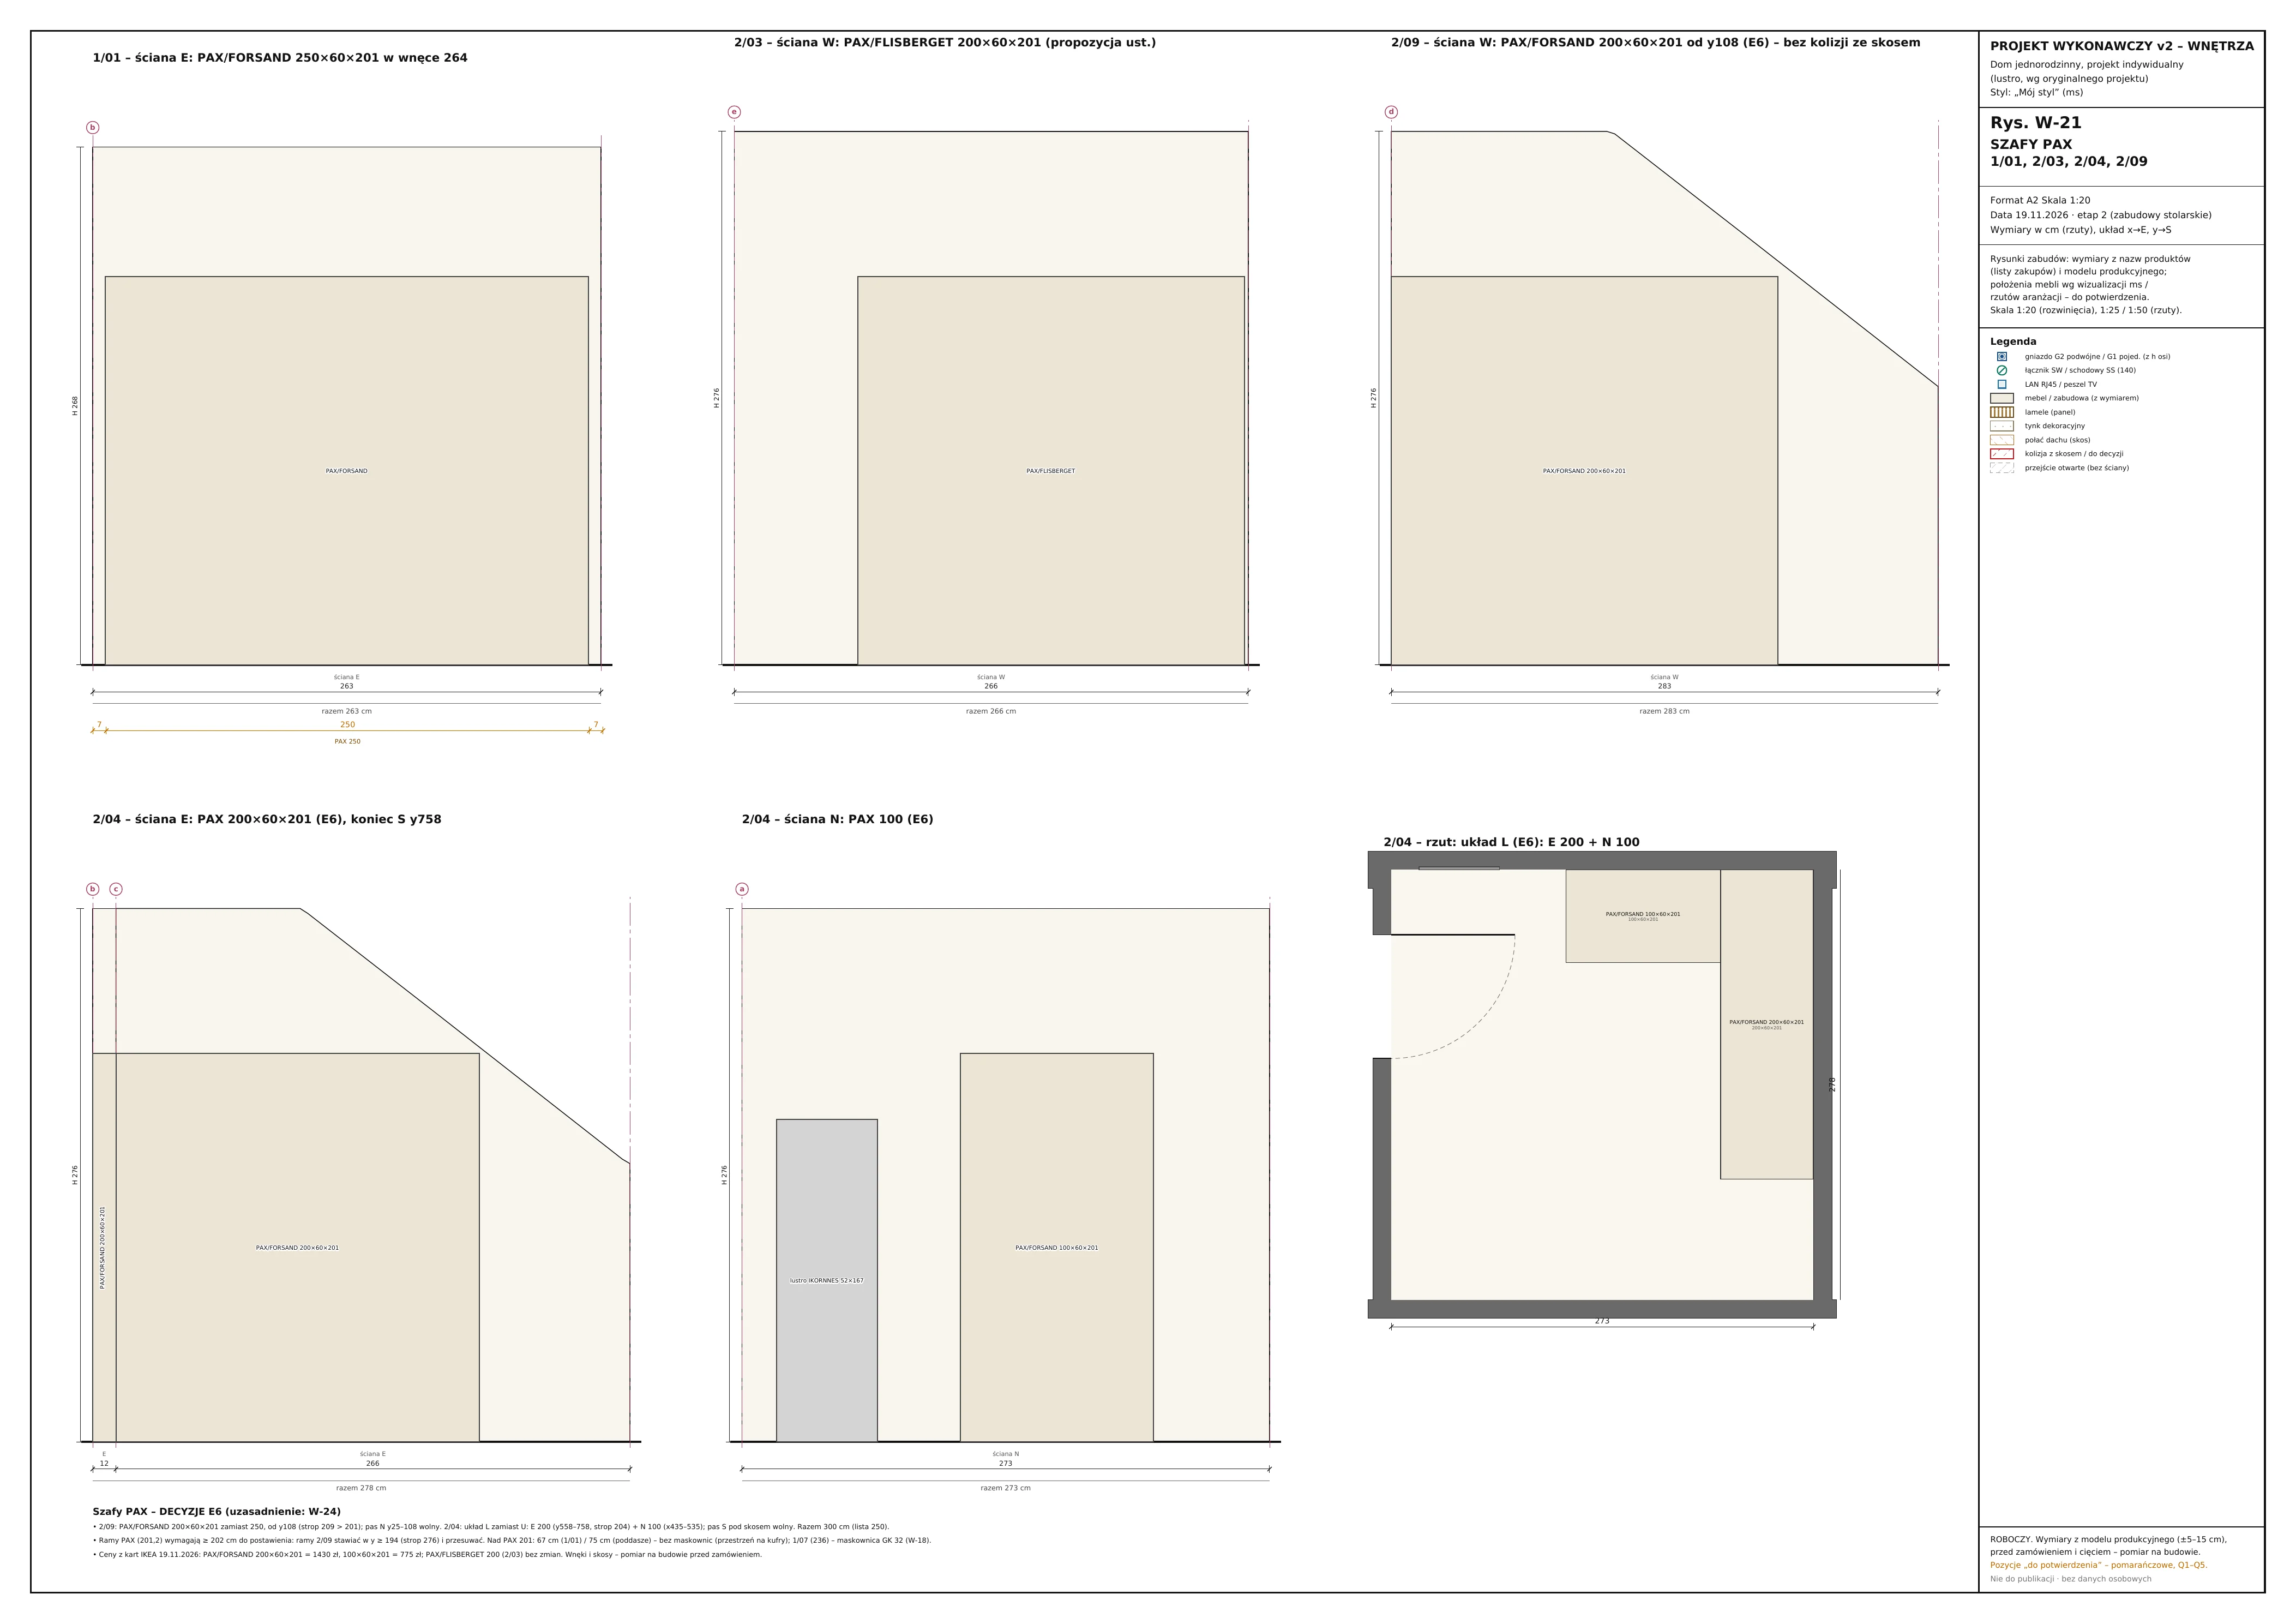 1/01 – ściana E: PAX/FORSAND 250×60×201 w wnęce 264
b
H 268
PAX/FORSAND
ściana E
263
razem 263 cm
7
250
7
PAX 250
2/03 – ściana W: PAX/FLISBERGET 200×60×201 (propozycja ust.)
e
H 276
PAX/FLISBERGET
ściana W
266
razem 266 cm
2/09 – ściana W: PAX/FORSAND 200×60×201 od y108 (E6) – bez kolizji ze skosem
d
H 276
PAX/FORSAND 200×60×201
ściana W
283
razem 283 cm
2/04 – ściana E: PAX 200×60×201 (E6), koniec S y758
b
c
H 276
PAX/FORSAND 200×60×201
PAX/FORSAND 200×60×201
E
12
ściana E
266
razem 278 cm
2/04 – ściana N: PAX 100 (E6)
a
H 276
lustro IKORNNES 52×167
PAX/FORSAND 100×60×201
ściana N
273
razem 273 cm
2/04 – rzut: układ L (E6): E 200 + N 100
PAX/FORSAND 100×60×201
100×60×201
PAX/FORSAND 200×60×201
200×60×201
278
273
Szafy PAX – DECYZJE E6 (uzasadnienie: W-24)
• 2/09: PAX/FORSAND 200×60×201 zamiast 250, od y108 (strop 209 > 201); pas N y25–108 wolny. 2/04: układ L zamiast U: E 200 (y558–758, strop 204) + N 100 (x435–535); pas S pod skosem wolny. Razem 300 cm (lista 250).
• Ramy PAX (201,2) wymagają ≥ 202 cm do postawienia: ramy 2/09 stawiać w y ≥ 194 (strop 276) i przesuwać. Nad PAX 201: 67 cm (1/01) / 75 cm (poddasze) – bez maskownic (przestrzeń na kufry); 1/07 (236) – maskownica GK 32 (W-18).
• Ceny z kart IKEA 19.11.2026: PAX/FORSAND 200×60×201 = 1430 zł, 100×60×201 = 775 zł; PAX/FLISBERGET 200 (2/03) bez zmian. Wnęki i skosy – pomiar na budowie przed zamówieniem.
PROJEKT WYKONAWCZY v2 – WNĘTRZA
Dom jednorodzinny, projekt indywidualny
(lustro, wg oryginalnego projektu)
Styl: „Mój styl” (ms)
Rys. W-21
SZAFY PAX
1/01, 2/03, 2/04, 2/09
Format A2 Skala 1:20
Data 19.11.2026 · etap 2 (zabudowy stolarskie)
Wymiary w cm (rzuty), układ x→E, y→S
Rysunki zabudów: wymiary z nazw produktów
(listy zakupów) i modelu produkcyjnego;
położenia mebli wg wizualizacji ms /
rzutów aranżacji – do potwierdzenia.
Skala 1:20 (rozwinięcia), 1:25 / 1:50 (rzuty).
Legenda
gniazdo G2 podwójne / G1 pojed. (z h osi)
łącznik SW / schodowy SS (140)
LAN RJ45 / peszel TV
mebel / zabudowa (z wymiarem)
lamele (panel)
tynk dekoracyjny
połać dachu (skos)
kolizja z skosem / do decyzji
przejście otwarte (bez ściany)
ROBOCZY. Wymiary z modelu produkcyjnego (±5–15 cm),
przed zamówieniem i cięciem – pomiar na budowie.
Pozycje „do potwierdzenia” – pomarańczowe, Q1–Q5.
Nie do publikacji · bez danych osobowych